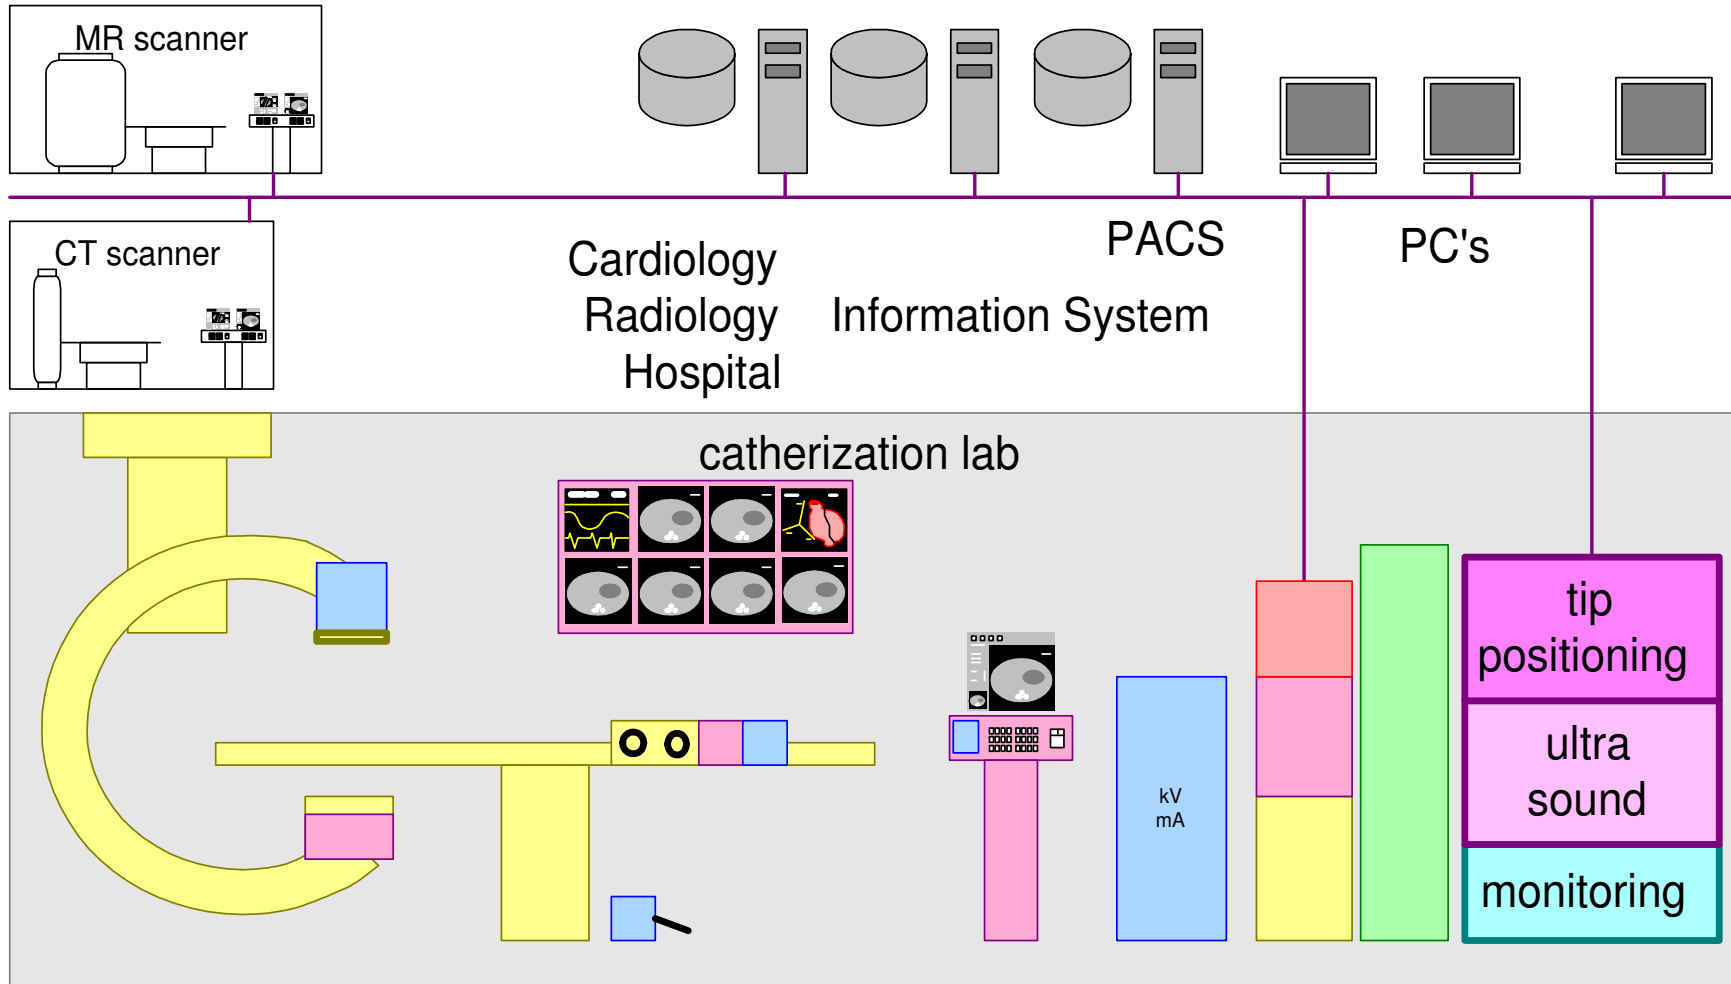 MR scanner
CT scanner
Cardiology
Radiology
Hospital
Information System
PACS
PC's
catherization lab
kV
mA
tip
positioning
ultra
sound
monitoring